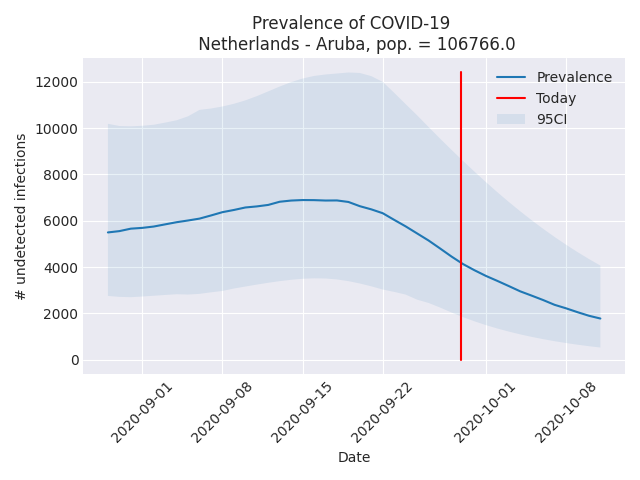 Prevalence of COVID-19
Netherlands - Aruba, pop. = 106766.0
Prevalence
Today
95CI
12000
10000
8000
6000
4000
2000
0
# undetected infections
2020-09-01
2020-09-08
2020-09-15
2020-09-22
2020-10-01
2020-10-08
Date